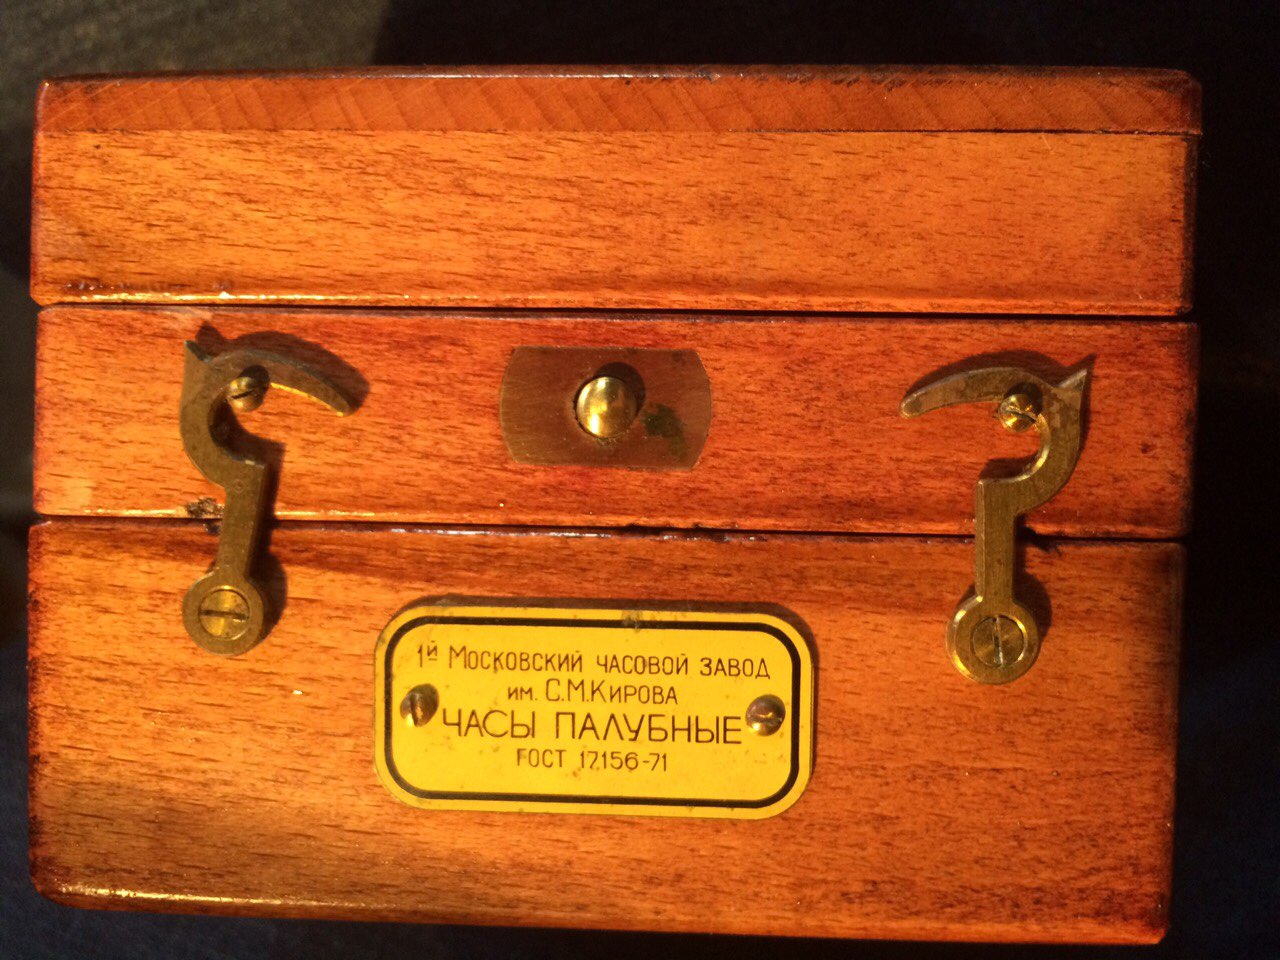 1й Московский часовой завод
им. С.М.Кирова
ЧАСЫ ПАЛУБНЫЕ
ГОСТ 17156-71